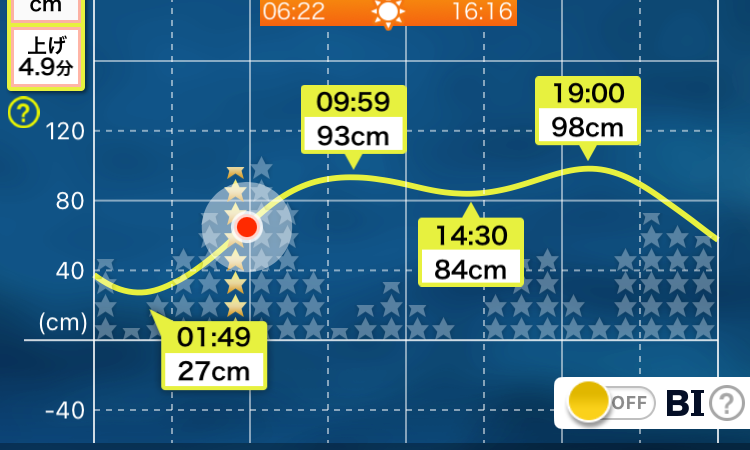 06:22 16:16
cm
上げ
4.9分
?
09:59
93cm
19:00
98cm
120
80
40
(cm)
-40
14:30
84cm
01:49
27cm
OFF BI ?